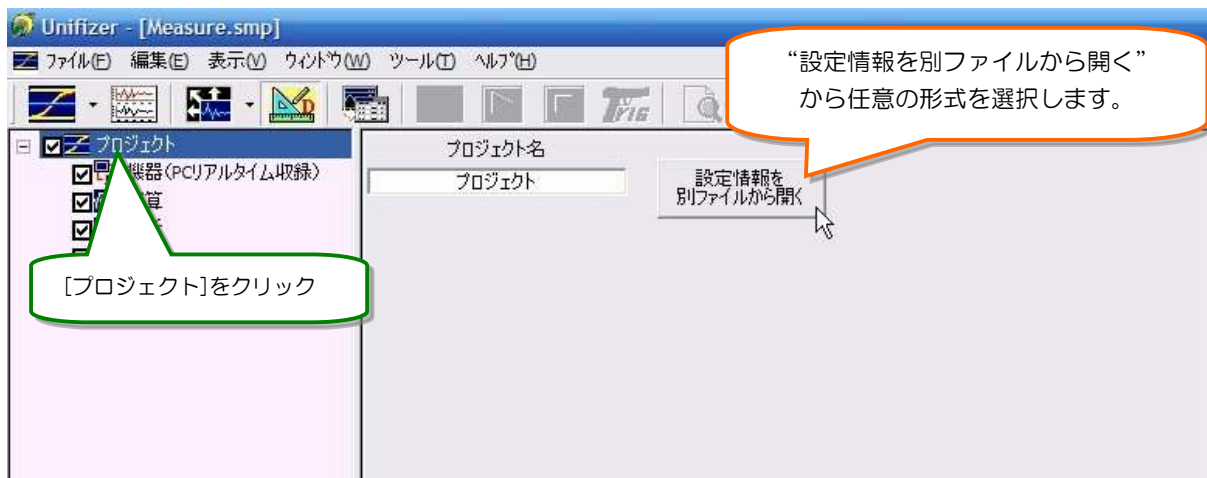 Unifizer - [Measure.smp]
ファイル(F) 編集(E) 表示(V) ウィンドウ(W) ツール(T) ヘルプ(H)
“設定情報を別ファイルから開く”
から任意の形式を選択します。
TRIG
プロジェクト
機器(PCリアルタイム収録)
算
プロジェクト名
プロジェクト
設定情報を
別ファイルから開く
[プロジェクト]をクリック